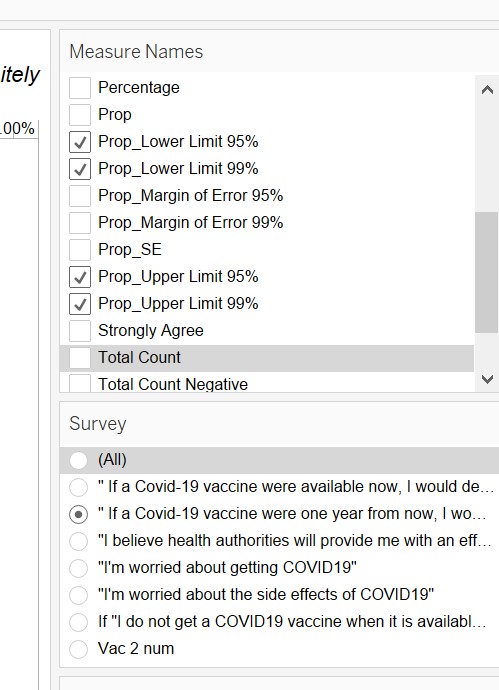 itely
.00%
Measure Names
Percentage
Prop
Prop_Lower Limit 95%
Prop_Lower Limit 99%
Prop_Margin of Error 95%
Prop_Margin of Error 99%
Prop_SE
Prop_Upper Limit 95%
Prop_Upper Limit 99%
Strongly Agree
Total Count
Total Count Negative
Survey
(All)
" If a Covid-19 vaccine were available now, I would de...
" If a Covid-19 vaccine were one year from now, I wo...
"I believe health authorities will provide me with an eff...
"I'm worried about getting COVID19"
"I'm worried about the side effects of COVID19"
If "I do not get a COVID19 vaccine when it is availabl...
Vac 2 num